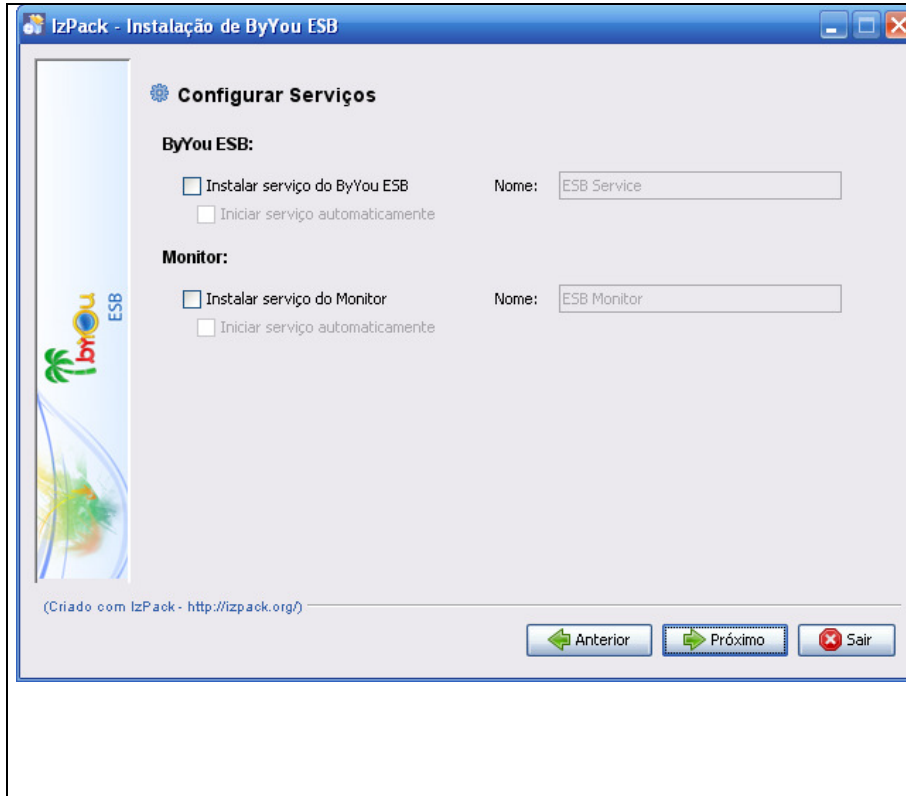 IzPack - Instalação de ByYou ESB
Configurar Serviços
ByYou ESB:
Instalar serviço do ByYou ESB Nome: ESB Service
Iniciar serviço automaticamente
Monitor:
Instalar serviço do Monitor Nome: ESB Monitor
Iniciar serviço automaticamente
byYou
ESB
(Criado com IzPack - http://izpack.org/)
Anterior Próximo Sair